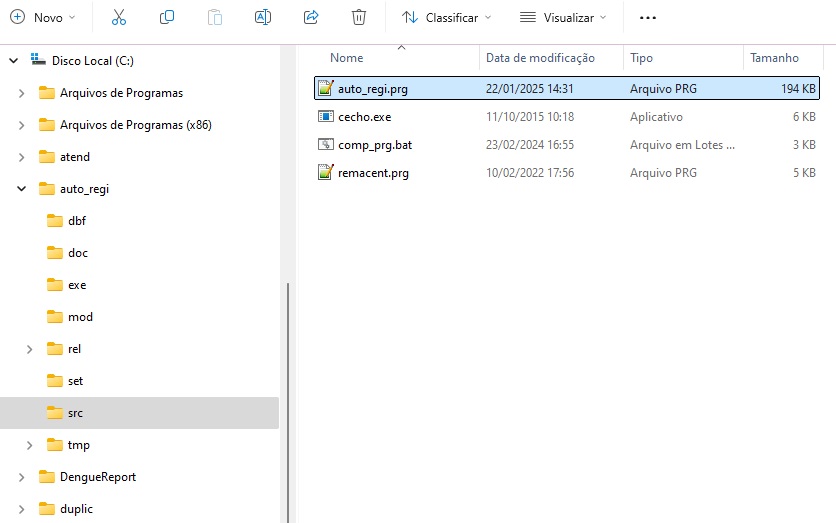 Novo Classificar Visualizar
Disco Local (C:)
Arquivos de Programas
Arquivos de Programas (x86)
atend
auto_regi
dbf
doc
exe
mod
rel
set
src
tmp
DengueReport
duplic
Nome Data de modificação Tipo Tamanho
auto_regi.prg 22/01/2025 14:31 Arquivo PRG 194 KB
cecho.exe 11/10/2015 10:18 Aplicativo 6 KB
comp_prg.bat 23/02/2024 16:55 Arquivo em Lotes ... 3 KB
remacent.prg 10/02/2022 17:56 Arquivo PRG 5 KB